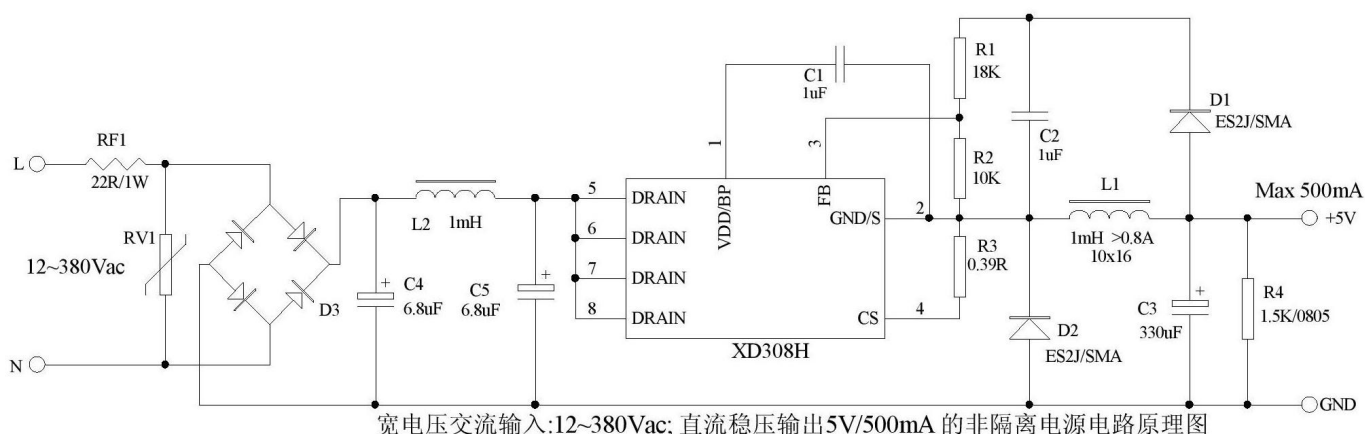 L
RF1
22R/1W
RV1
12~380Vac
N
D3
L2
1mH
C4
6.8uF
C5
6.8uF
5
6
7
8
DRAIN
DRAIN
DRAIN
DRAIN
1
VDD/BP
3
FB
GND/S
2
CS
4
XD308H
C1
1uF
R1
18K
R2
10K
R3
0.39R
C2
1uF
D1
ES2J/SMA
D2
ES2J/SMA
L1
1mH >0.8A
10x16
C3
330uF
R4
1.5K/0805
Max 500mA
+5V
GND
+
+
+
宽电压交流输入:12~380Vac; 直流稳压输出5V/500mA 的非隔离电源电路原理图